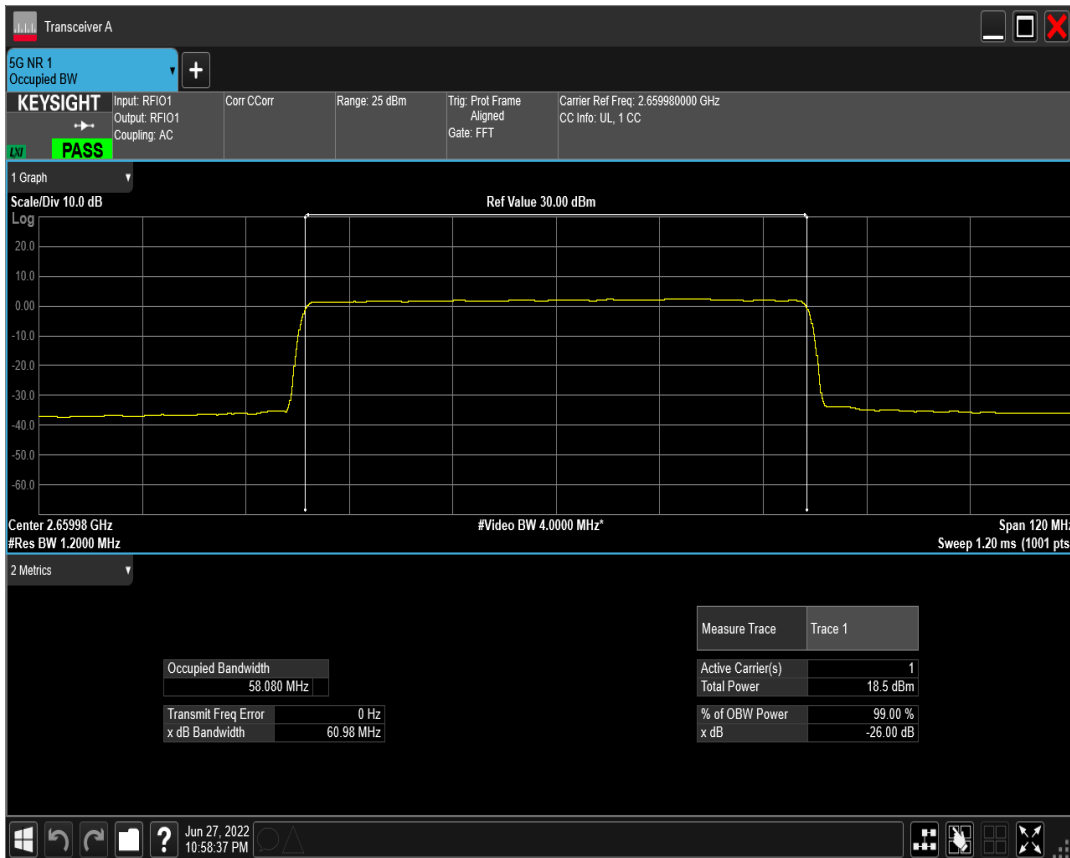 Transceiver A
5G NR 1
Occupied BW
+
KEYSIGHT
LXI
PASS
Input: RFIO1
Output: RFIO1
Coupling: AC
Corr CCorr
Range: 25 dBm
Trig: Prot Frame
Aligned
Gate: FFT
Carrier Ref Freq: 2.659980000 GHz
CC Info: UL, 1 CC
1 Graph
Scale/Div 10.0 dB
Ref Value 30.00 dBm
Log
20.0
10.0
0.00
-10.0
-20.0
-30.0
-40.0
-50.0
-60.0
Center 2.65998 GHz
#Video BW 4.0000 MHz*
Span 120 MHz
#Res BW 1.2000 MHz
Sweep 1.20 ms (1001 pts
2 Metrics
Measure Trace Trace 1
Occupied Bandwidth
58.080 MHz
Active Carrier(s) 1
Total Power 18.5 dBm
Transmit Freq Error 0 Hz
x dB Bandwidth 60.98 MHz
% of OBW Power 99.00 %
x dB -26.00 dB
?
Jun 27, 2022
10:58:37 PM